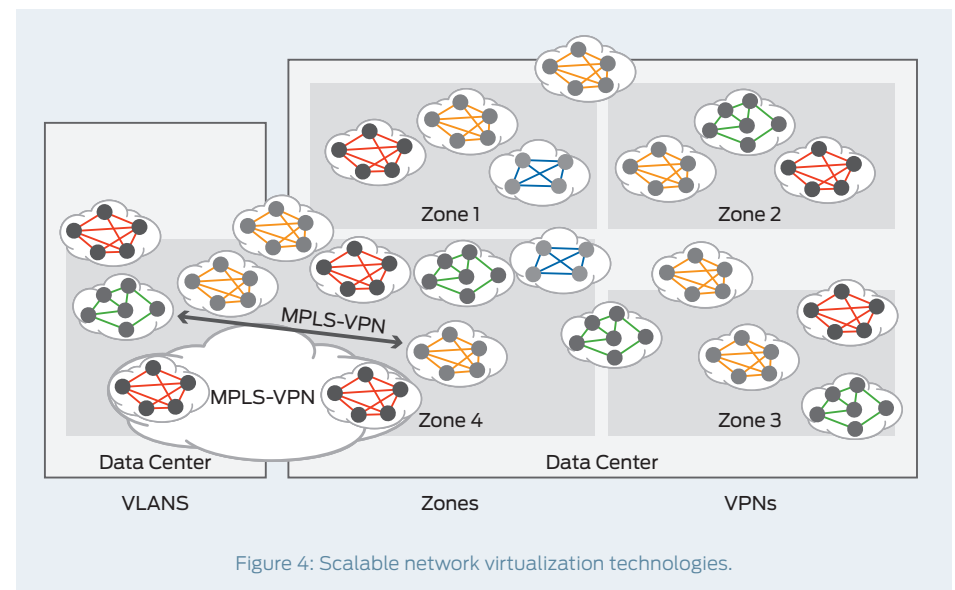 Zone 1
Zone 2
MPLS-VPN
MPLS-VPN
Zone 4
Zone 3
Data Center
Data Center
VLANS
Zones
VPNs
Figure 4: Scalable network virtualization technologies.